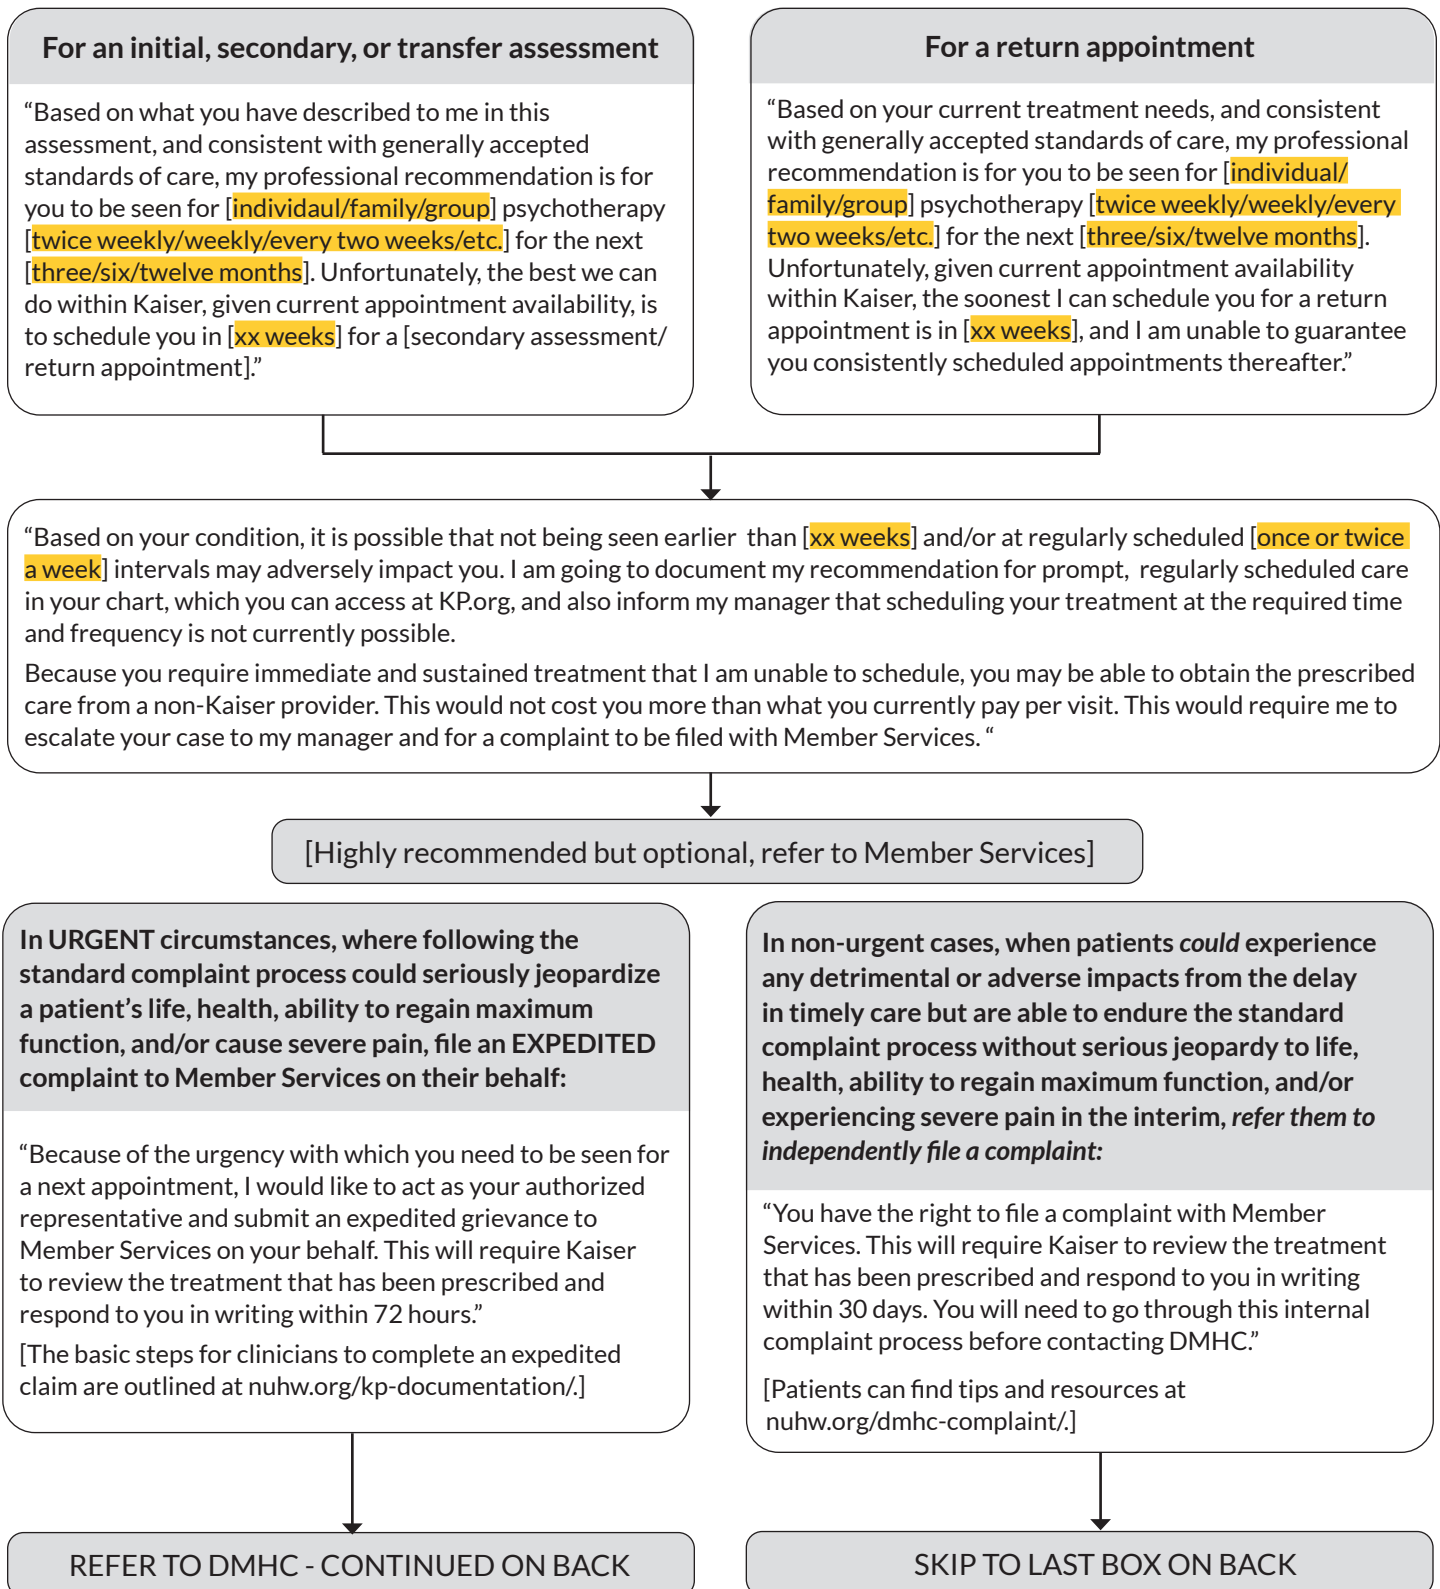 For an initial, secondary, or transfer assessment
“Based on what you have described to me in this
assessment, and consistent with generally accepted
standards of care, my professional recommendation is for
you to be seen for [individaul/family/group] psychotherapy
[twice weekly/weekly/every two weeks/etc.] for the next
[three/six/twelve months]. Unfortunately, the best we can
do within Kaiser, given current appointment availability, is
to schedule you in [xx weeks] for a [secondary assessment/
return appointment].”
For a return appointment
“Based on your current treatment needs, and consistent
with generally accepted standards of care, my professional
recommendation is for you to be seen for [individual/
family/group] psychotherapy [twice weekly/weekly/every
two weeks/etc.] for the next [three/six/twelve months].
Unfortunately, given current appointment availability
within Kaiser, the soonest I can schedule you for a return
appointment is in [xx weeks], and I am unable to guarantee
you consistently scheduled appointments thereafter.”
“Based on your condition, it is possible that not being seen earlier than [xx weeks] and/or at regularly scheduled [once or twice
a week] intervals may adversely impact you. I am going to document my recommendation for prompt, regularly scheduled care
in your chart, which you can access at KP.org, and also inform my manager that scheduling your treatment at the required time
and frequency is not currently possible.
Because you require immediate and sustained treatment that I am unable to schedule, you may be able to obtain the prescribed
care from a non-Kaiser provider. This would not cost you more than what you currently pay per visit. This would require me to
escalate your case to my manager and for a complaint to be filed with Member Services. “
[Highly recommended but optional, refer to Member Services]
In URGENT circumstances, where following the
standard complaint process could seriously jeopardize
a patient’s life, health, ability to regain maximum
function, and/or cause severe pain, file an EXPEDITED
complaint to Member Services on their behalf:
“Because of the urgency with which you need to be seen for
a next appointment, I would like to act as your authorized
representative and submit an expedited grievance to
Member Services on your behalf. This will require Kaiser
to review the treatment that has been prescribed and
respond to you in writing within 72 hours.”
[The basic steps for clinicians to complete an expedited
claim are outlined at nuhw.org/kp-documentation/.]
In non-urgent cases, when patients could experience
any detrimental or adverse impacts from the delay
in timely care but are able to endure the standard
complaint process without serious jeopardy to life,
health, ability to regain maximum function, and/or
experiencing severe pain in the interim, refer them to
independently file a complaint:
“You have the right to file a complaint with Member
Services. This will require Kaiser to review the treatment
that has been prescribed and respond to you in writing
within 30 days. You will need to go through this internal
complaint process before contacting DMHC.”
[Patients can find tips and resources at
nuhw.org/dmhc-complaint/.]
REFER TO DMHC - CONTINUED ON BACK
SKIP TO LAST BOX ON BACK